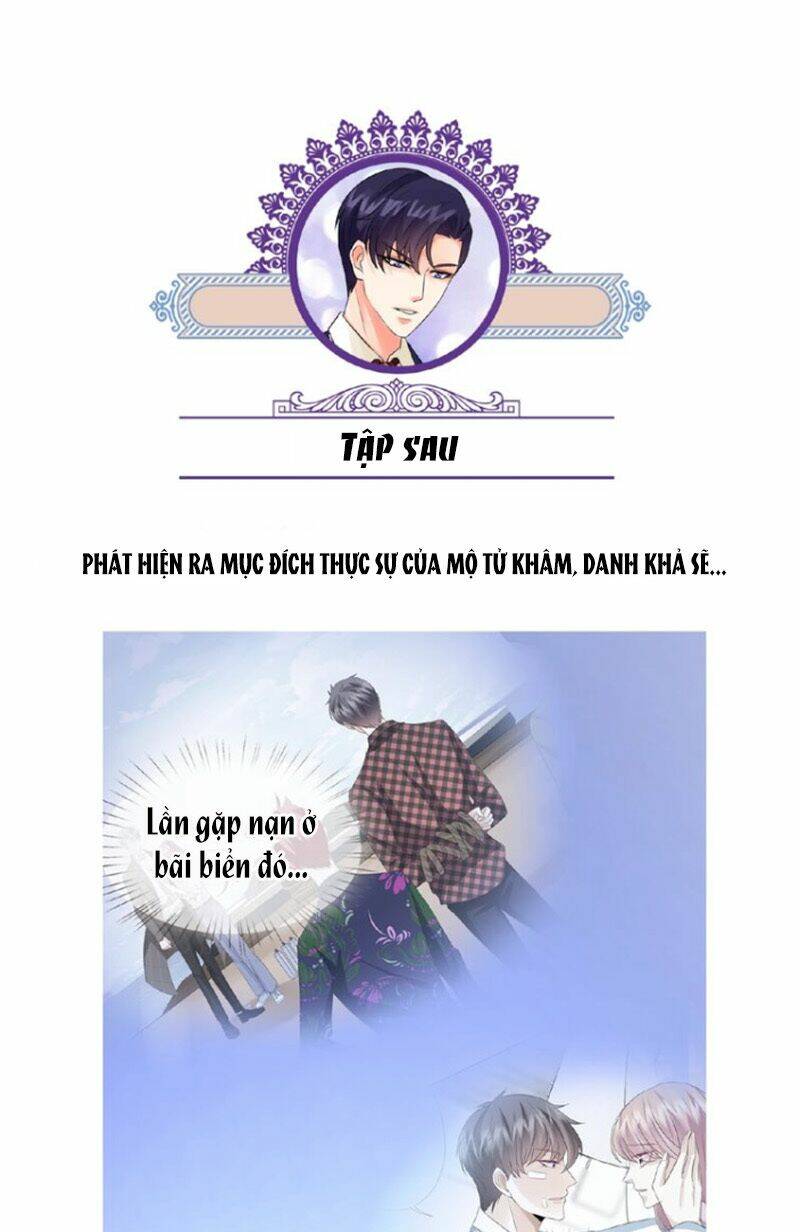 TẬP SAU
PHÁT HIỆN RA MỤC ĐÍCH THỰC SỰ CỦA MỘ TỬ KHÂM, DANH KHẢ SẼ...
Lần gặp nạn ở
bãi biển đó...